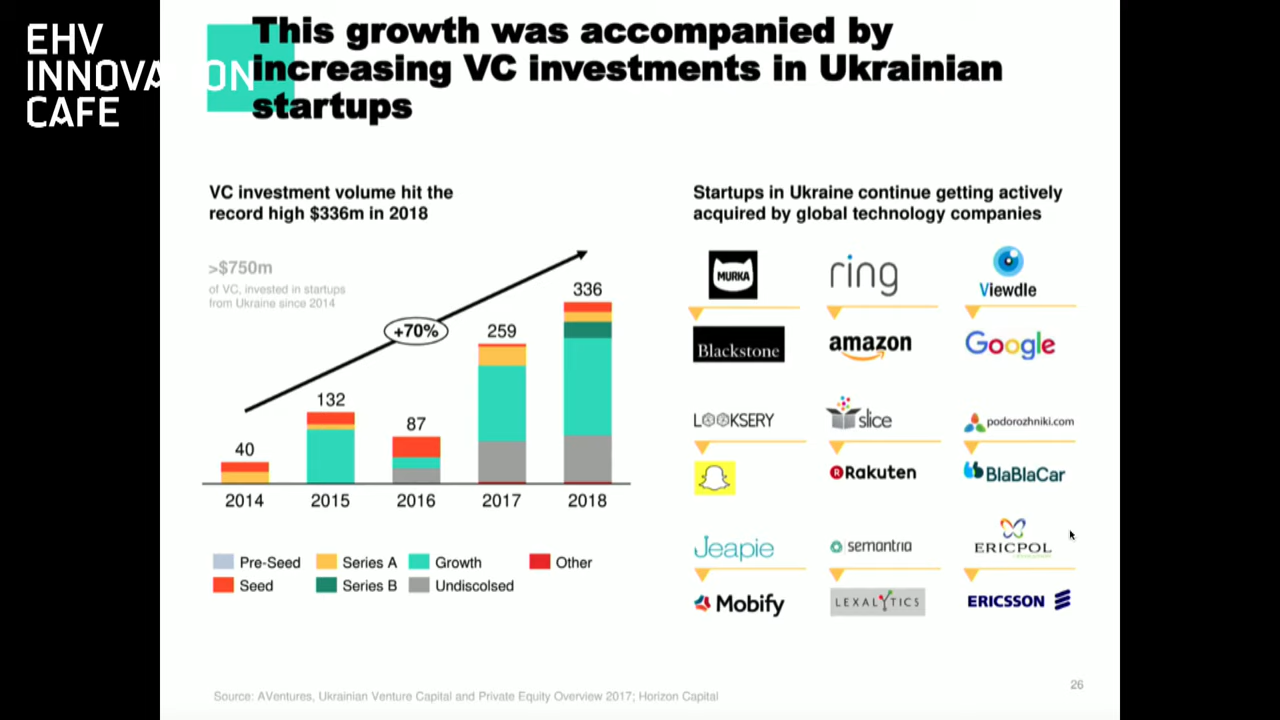 EHV
INNOVATION
CAFE
This growth was accompanied by
increasing VC investments in Ukrainian
startups
VC investment volume hit the
record high $336m in 2018
>$750m
of VC, invested in startups
from Ukraine since 2014
+70%
40
132
87
259
336
2014 2015 2016 2017 2018
Pre-Seed Series A Growth Other
Seed Series B Undiscolsed
Startups in Ukraine continue getting actively
acquired by global technology companies
MURKA ring Viewdle
Blackstone amazon Google
LOOKSERY slice podorozhniki.com
R Rakuten BlaBlaCar
Jeapie semantria ERICPOL
Mobify LEXALYTICS ERICSSON
Source: AVentures, Ukrainian Venture Capital and Private Equity Overview 2017; Horizon Capital
26